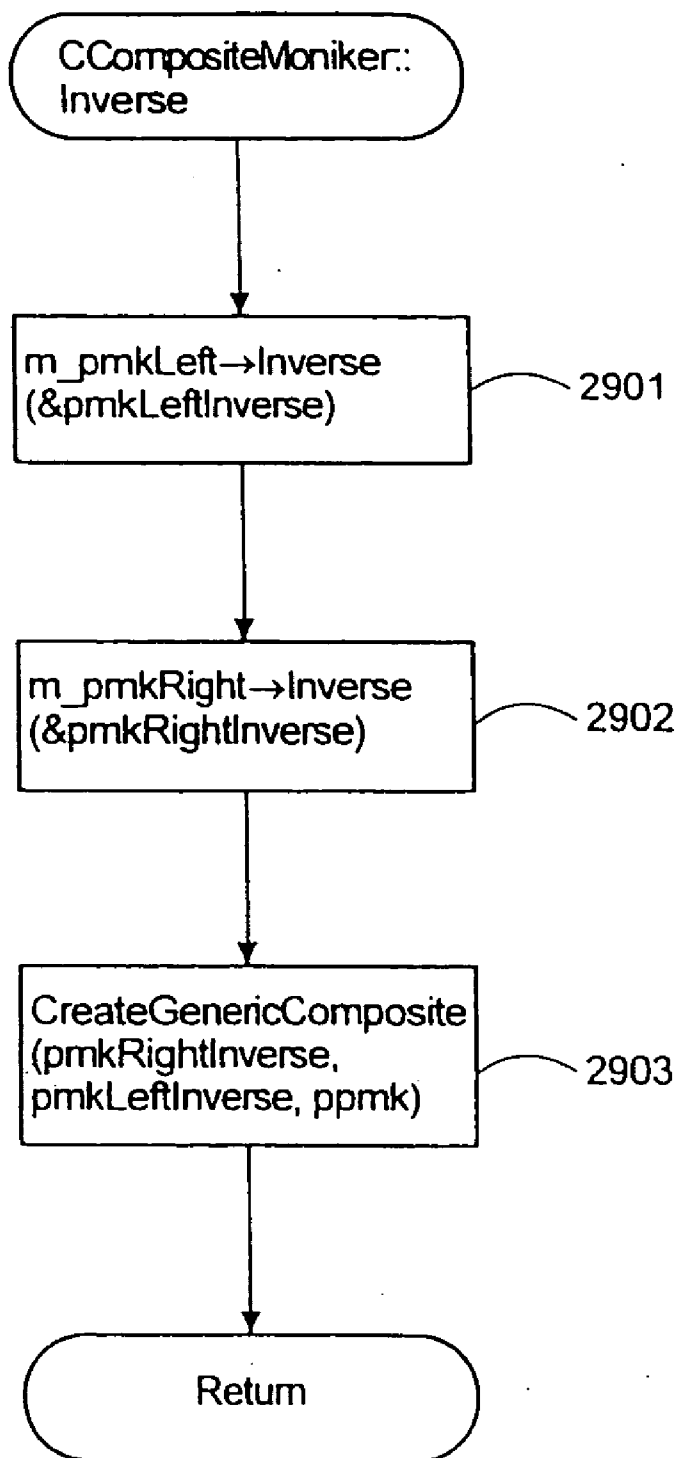 CCompositeMoniker::
Inverse
m_pmkLeft→Inverse
(&pmkLeftInverse)
2901
m_pmkRight→Inverse
(&pmkRightInverse)
2902
CreateGenericComposite
(pmkRightInverse,
pmkLeftInverse, ppmk)
2903
Return